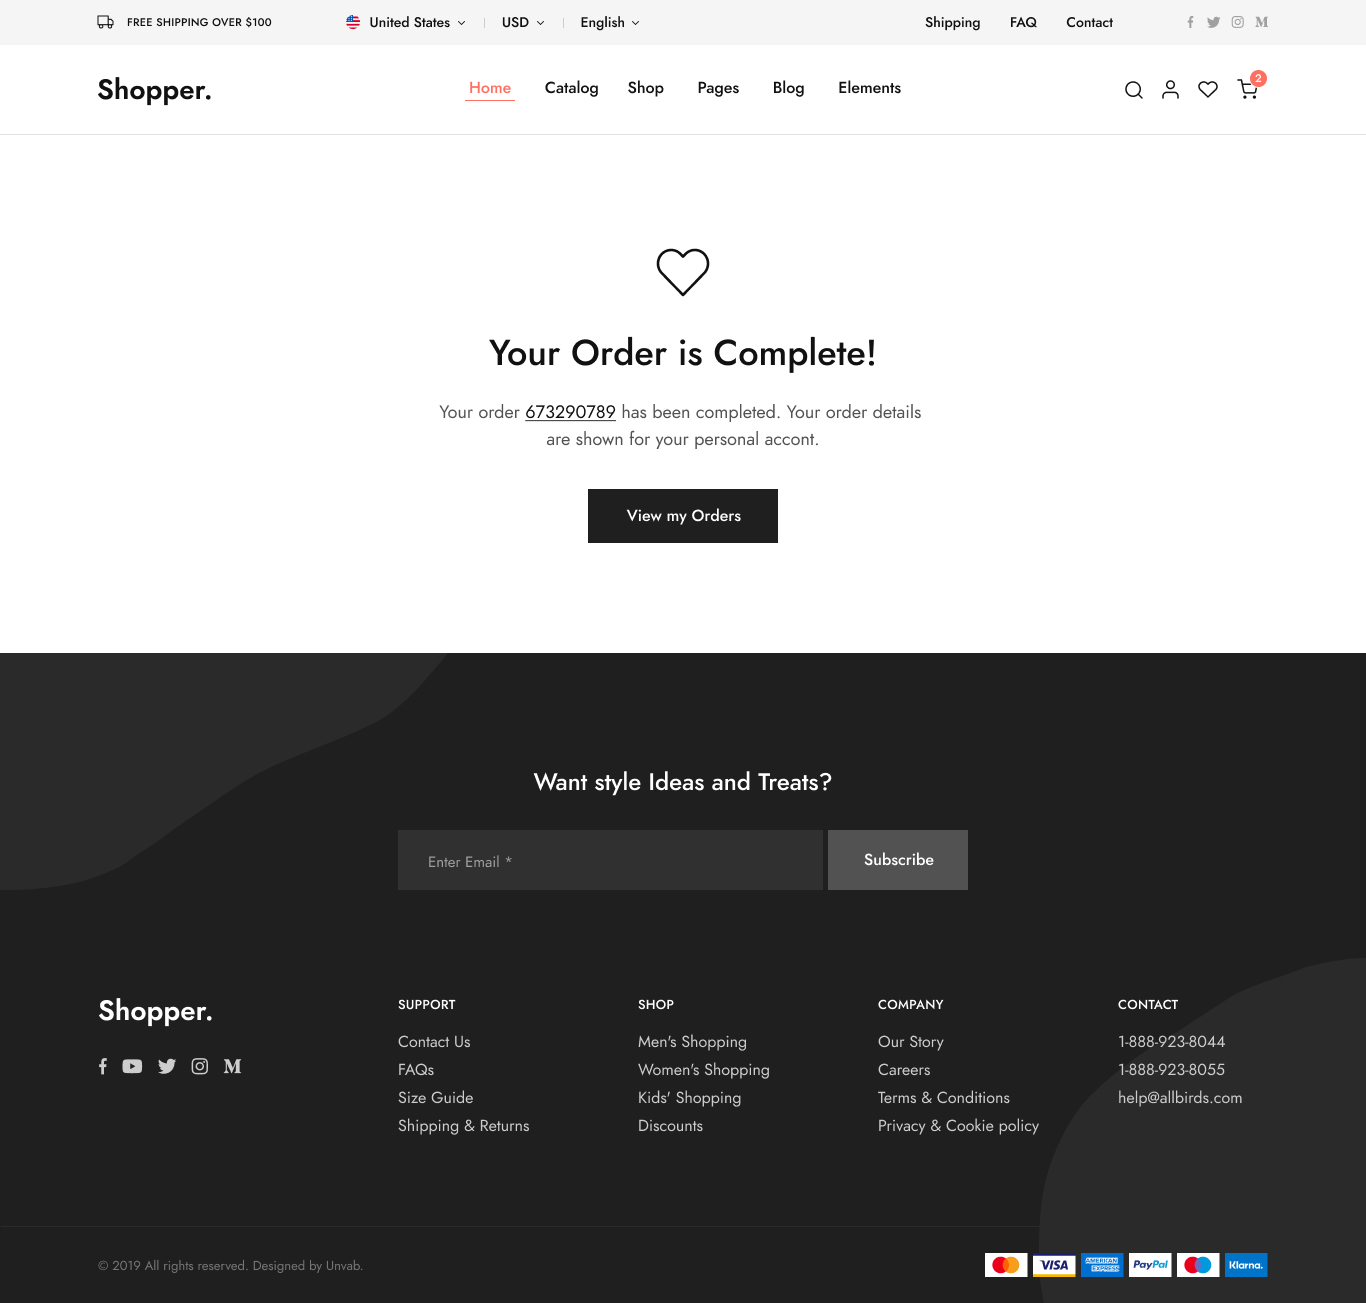 FREE SHIPPING OVER $100 United States USD English Shipping FAQ Contact
Shopper. Home Catalog Shop Pages Blog Elements 2
Your Order is Complete!
Your order 673290789 has been completed. Your order details
are shown for your personal accont.
View my Orders
Want style Ideas and Treats?
Enter Email * Subscribe
Shopper.
SUPPORT
Contact Us
FAQs
Size Guide
Shipping & Returns
SHOP
Men's Shopping
Women's Shopping
Kids' Shopping
Discounts
COMPANY
Our Story
Careers
Terms & Conditions
Privacy & Cookie policy
CONTACT
1-888-923-8044
1-888-923-8055
help@allbirds.com
© 2019 All rights reserved. Designed by Unvab.
VISA AMERICAN EXPRESS PayPal Klarna.